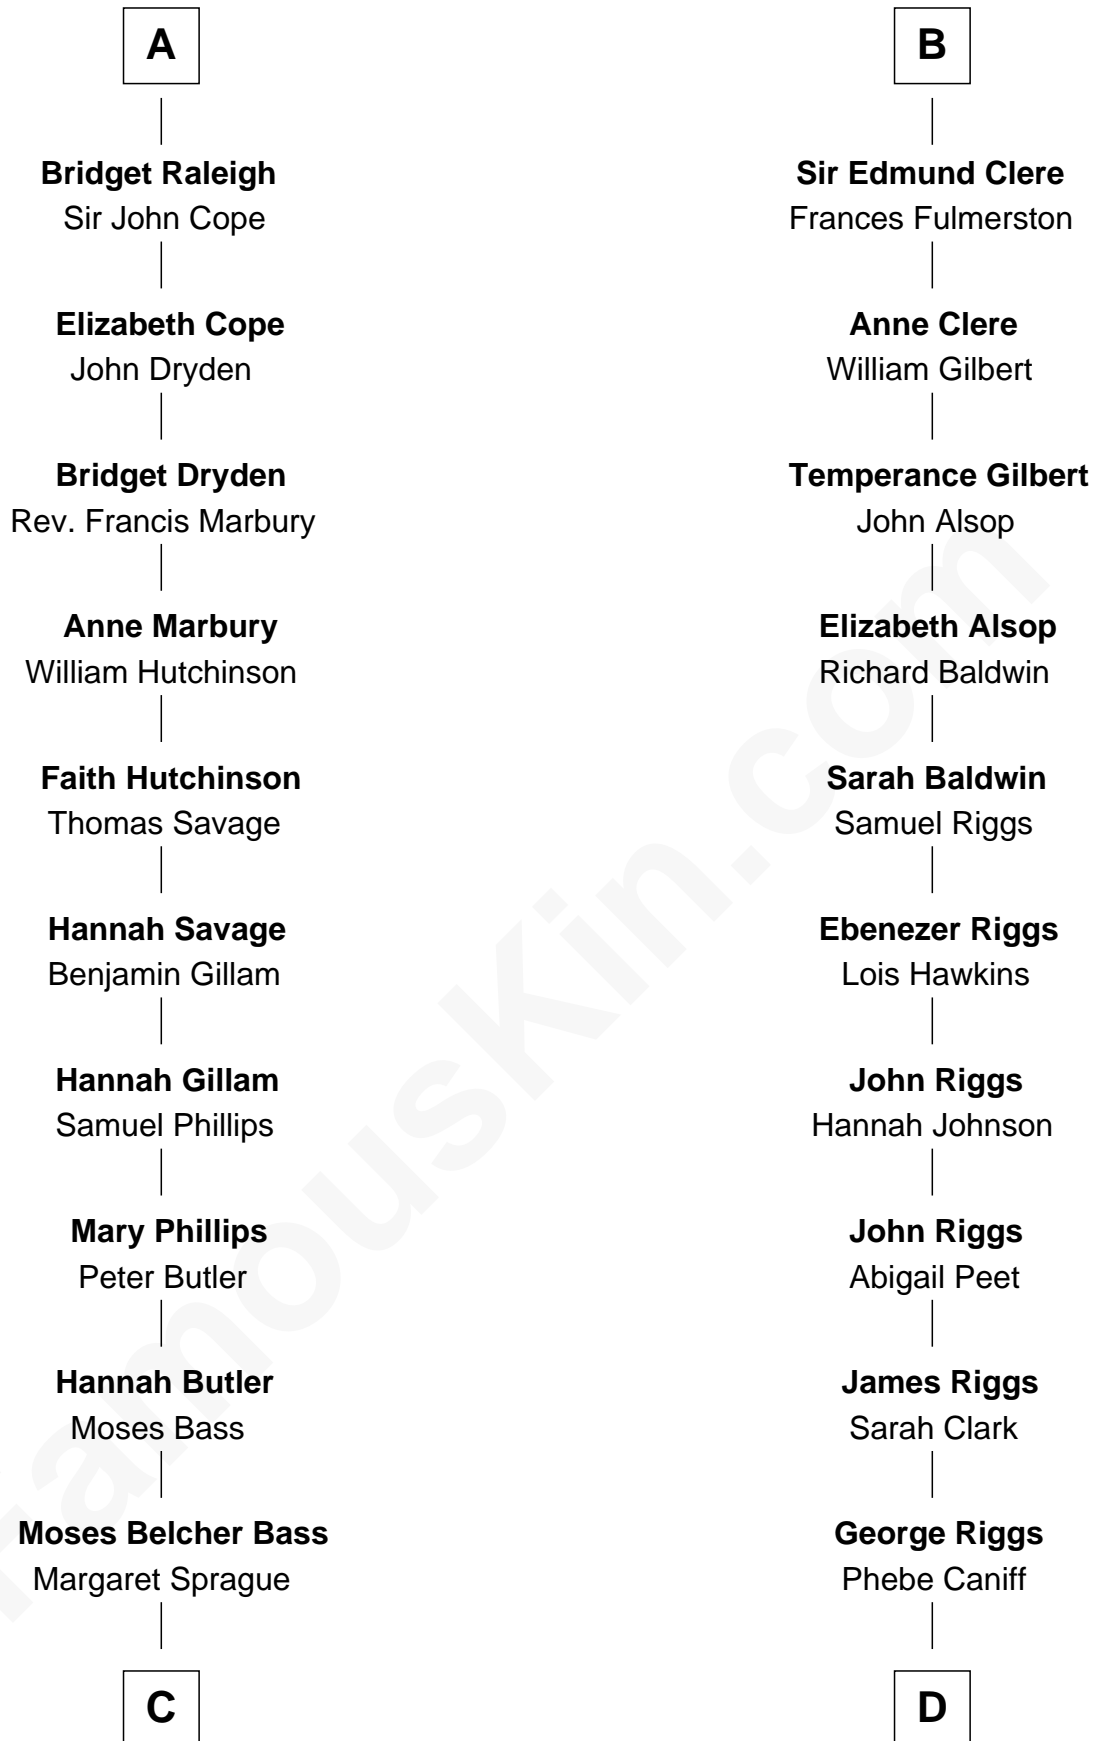 A
Bridget Raleigh
Sir John Cope
Elizabeth Cope
John Dryden
Bridget Dryden
Rev. Francis Marbury
Anne Marbury
William Hutchinson
Faith Hutchinson
Thomas Savage
Hannah Savage
Benjamin Gillam
Hannah Gillam
Samuel Phillips
Mary Phillips
Peter Butler
Hannah Butler
Moses Bass
Moses Belcher Bass
Margaret Sprague
C
B
Sir Edmund Clere
Frances Fulmerston
Anne Clere
William Gilbert
Temperance Gilbert
John Alsop
Elizabeth Alsop
Richard Baldwin
Sarah Baldwin
Samuel Riggs
Ebenezer Riggs
Lois Hawkins
John Riggs
Hannah Johnson
John Riggs
Abigail Peet
James Riggs
Sarah Clark
George Riggs
Phebe Caniff
D
FamousKin.com